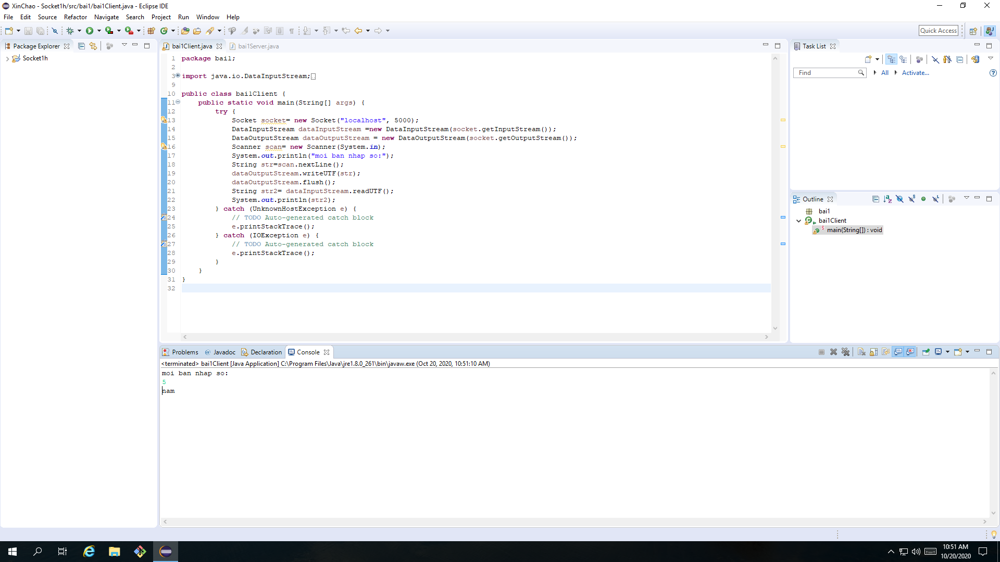 XinChao - Socket1h/src/bai1/bai1Client.java - Eclipse IDE
File Edit Source Refactor Navigate Search Project Run Window Help
Quick Access
Package Explorer
Socket1h
bai1Client.java
bai1Server.java
1 package bai1;
2
3 import java.io.DataInputStream;
9
10 public class bai1Client {
11 public static void main(String[] args) {
12 try {
13 Socket socket= new Socket("localhost", 5000);
14 DataInputStream dataInputStream =new DataInputStream(socket.getInputStream());
15 DataOutputStream dataOutputStream = new DataOutputStream(socket.getOutputStream());
16 Scanner scan= new Scanner(System.in);
17 System.out.println("moi ban nhap so:");
18 String str=scan.nextLine();
19 dataOutputStream.writeUTF(str);
20 dataOutputStream.flush();
21 String str2= dataInputStream.readUTF();
22 System.out.println(str2);
23 } catch (UnknownHostException e) {
24 // TODO Auto-generated catch block
25 e.printStackTrace();
26 } catch (IOException e) {
27 // TODO Auto-generated catch block
28 e.printStackTrace();
29 }
30 }
31 }
32
Task List
Find
All
Activate...
Outline
bai1
bai1Client
main(String[]) : void
Problems
@ Javadoc
Declaration
Console
<terminated> bai1Client [Java Application] C:\Program Files\Java\jre1.8.0_261\bin\javaw.exe (Oct 20, 2020, 10:51:10 AM)
moi ban nhap so:
5
nam
10:51 AM
10/20/2020